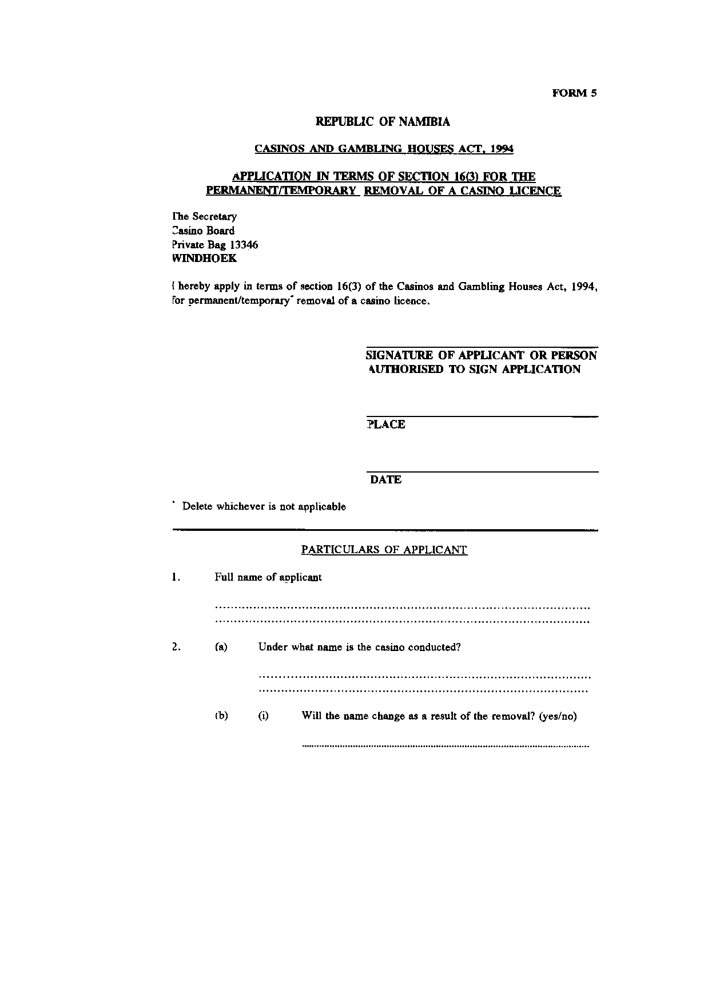 FORM 5
REPUBLIC OF NAMIBIA
CASINOS AND GAMBLING HOUSES ACT, 1994
APPLICATION IN TERMS OF SECTION 16(3) FOR THE
PERMANENT/TEMPORARY REMOVAL OF A CASINO LICENCE
The Secretary
Casino Board
Private Bag 13346
WINDHOEK
I hereby apply in terms of section 16(3) of the Casinos and Gambling Houses Act, 1994,
for permanent/temporary* removal of a casino licence.
SIGNATURE OF APPLICANT OR PERSON
AUTHORISED TO SIGN APPLICATION
PLACE
DATE
* Delete whichever is not applicable
PARTICULARS OF APPLICANT
1. Full name of applicant
2. (a) Under what name is the casino conducted?
(b) (i) Will the name change as a result of the removal? (yes/no)